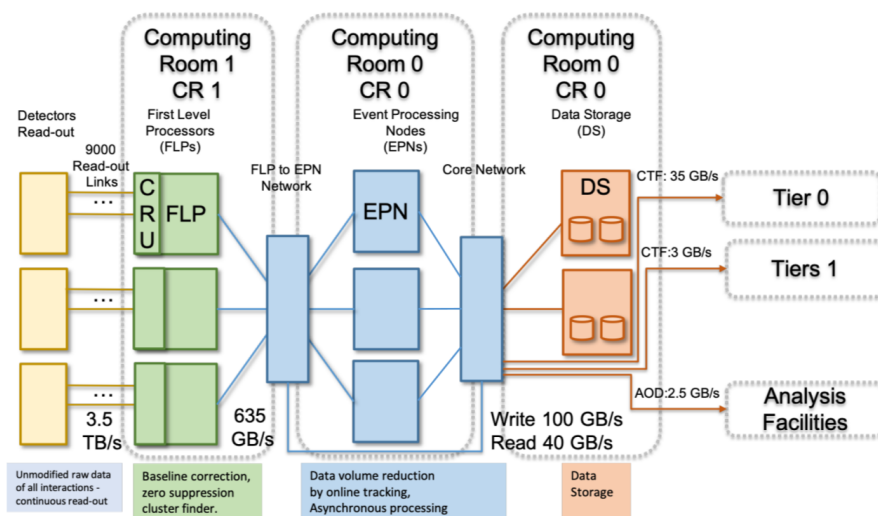 Computing
Room 1
CR 1
Computing
Room 0
CR 0
Computing
Room 0
CR 0
Detectors
Read-out
First Level
Processors
(FLPs)
Event Processing
Nodes
(EPNs)
Data Storage
(DS)
9000
Read-out
Links
FLP to EPN
Network
Core Network
...
C
R
U
FLP
EPN
DS
CTF: 35 GB/s
Tier 0
CTF:3 GB/s
Tiers 1
...
...
AOD:2.5 GB/s
Analysis
Facilities
3.5
TB/s
635
GB/s
Write 100 GB/s
Read 40 GB/s
Unmodified raw data
of all interactions -
continuous read-out
Baseline correction,
zero suppression
cluster finder.
Data volume reduction
by online tracking,
Asynchronous processing
Data
Storage